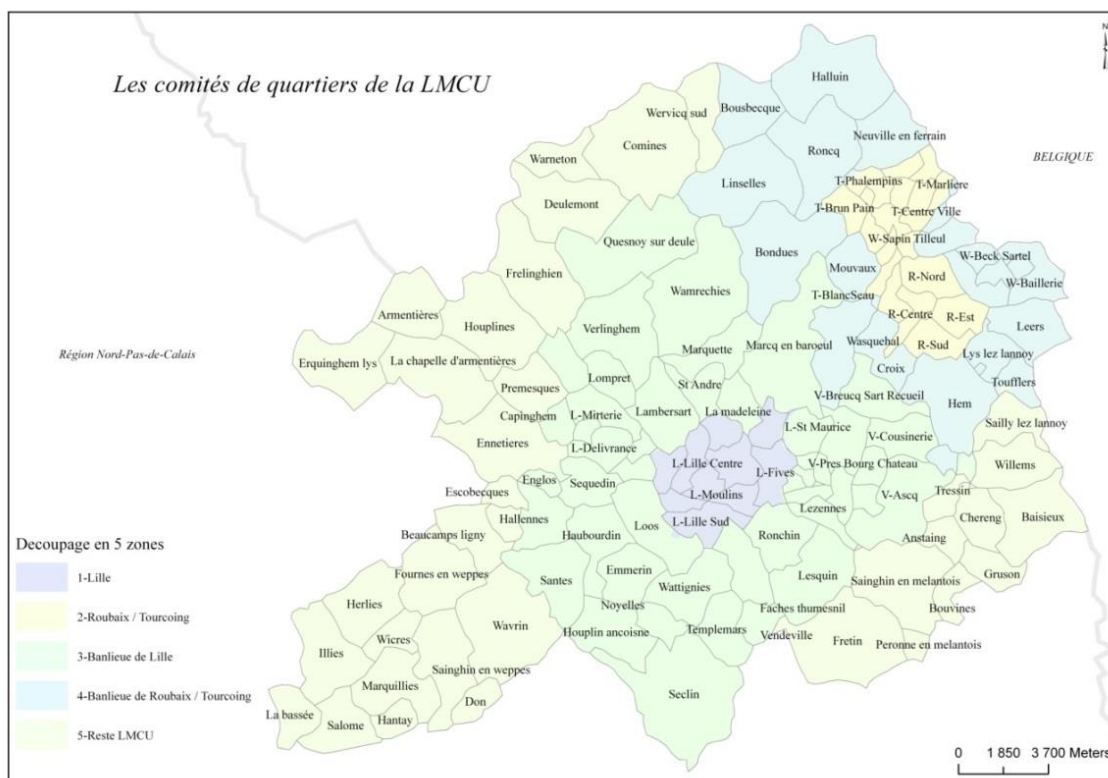 Les comités de quartiers de la LMCU
N
Halluin
Bousbecque
Wervicq sud
Neuville en ferrain
Comines
Roncq
BELGIQUE
Warneton
T-Phalempins
T-Marliere
Linselles
Deulemont
T-Brun Pain
T-Centre Ville
Quesnoy sur deule
W-Sapin Tilleul
Bondues
W-Beck Sartel
Mouvaux
Frelinghien
R-Nord
W-Baillerie
Wamrechies
T-BlancSeau
Armentières
R-Centre
R-Est
Houplines
Verlinghem
Leers
Wasquehal
R-Sud
Région Nord-Pas-de-Calais
Marquette
Marcq en baroeul
Lys lez lannoy
Erquinghem lys
La chapelle d'armentières
Croix
Lompret
St Andre
Toufflers
Premesques
V-Breucq Sart Recueil
Hem
Capinghem
L-Mirterie
Lambersart
La madeleine
Sailly lez lannoy
L-St Maurice
V-Cousinerie
Ennetieres
L-Delivrance
L-Lille Centre
V-Pres Bourg Chateau
Willems
L-Fives
Englos
Sequedin
Tressin
Escobecques
L-Moulins
V-Ascq
Hallennes
Lezennes
Chereng
Baisieux
Loos
L-Lille Sud
Beaucamps ligny
Haubourdin
Ronchin
Anstaing
Decoupage en 5 zones
Emmerin
1-Lille
Fournes en weppes
Santes
Wattignies
Lesquin
Sainghin en melantois
Gruson
Herlies
Noyelles
Faches thumesnil
Bouvines
2-Roubaix / Tourcoing
Wavrin
Wicres
Houplin ancoisne
Templemars
Vendeville
Fretin
Peronne en melantois
3-Banlieue de Lille
Illies
Sainghin en weppes
Marquillies
Seclin
4-Banlieue de Roubaix / Tourcoing
Don
La bassée
Salome
Hantay
5-Reste LMCU
0 1 850 3 700 Meters